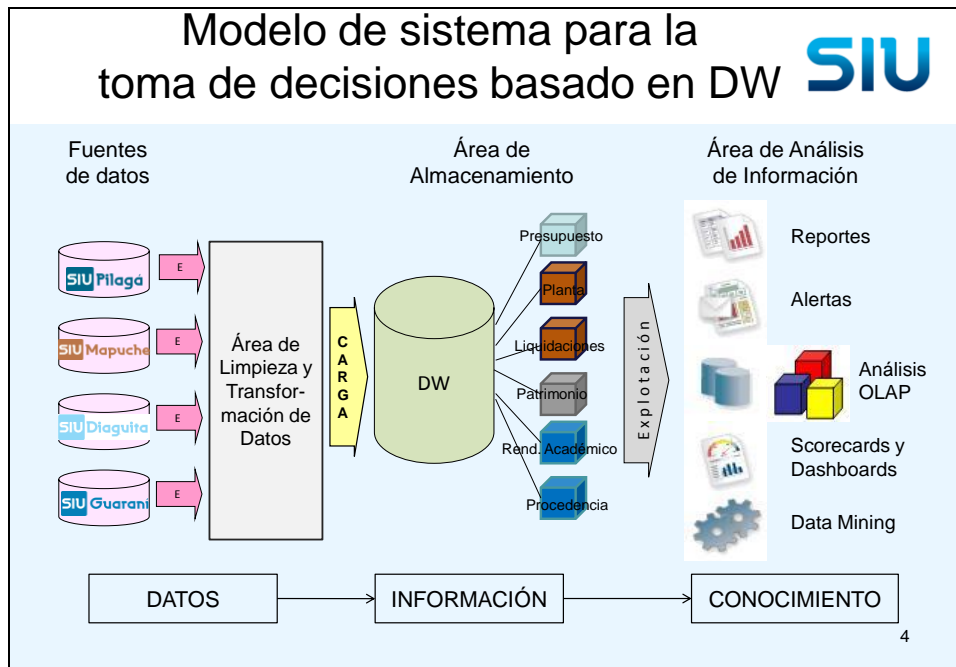 Modelo de sistema para la
toma de decisiones basado en DW
SIU
Fuentes
de datos
Área de
Almacenamiento
Área de Análisis
de Información
SIU Pilagá
E
SIU Mapuche
E
SIU Diaguita
E
SIU Guaraní
E
Área de
Limpieza y
Transfor-
mación de
Datos
CARGA
DW
Presupuesto
Planta
Liquidaciones
Patrimonio
Rend. Académico
Procedencia
Explotación
Reportes
Alertas
Análisis
OLAP
Scorecards y
Dashboards
Data Mining
DATOS
INFORMACIÓN
CONOCIMIENTO
4